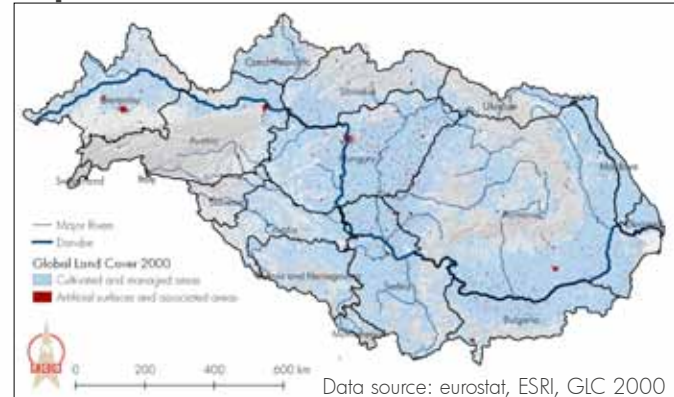 Czech Republic
Slovakia
Ukraine
Germany
Austria
Hungary
Moldova
Switzerland
Italy
Romania
Slovenia
Croatia
Major Rivers
Danube
Bosnia and Herzegovina
Serbia
Global Land Cover 2000
Cultivated and managed areas
Artificial surfaces and associated areas
Bulgaria
Montenegro
0 200 400 600 km
Data source: eurostat, ESRI, GLC 2000